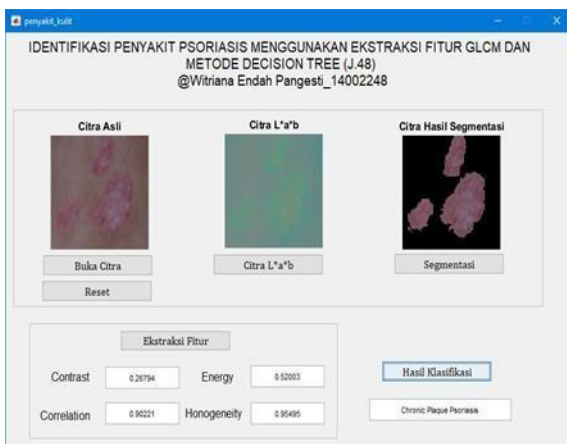 penyakit_kulit
IDENTIFIKASI PENYAKIT PSORIASIS MENGGUNAKAN EKSTRAKSI FITUR GLCM DAN
METODE DECISION TREE (J.48)
@Witriana Endah Pangesti_14002248
Citra Asli
Citra L*a*b
Citra Hasil Segmentasi
Buka Citra
Citra L*a*b
Segmentasi
Reset
Ekstraksi Fitur
Contrast
0.26794
Energy
0.52003
Hasil Klasifikasi
Correlation
0.90221
Honogeneity
0.95495
Chronic Plaque Psoriasis